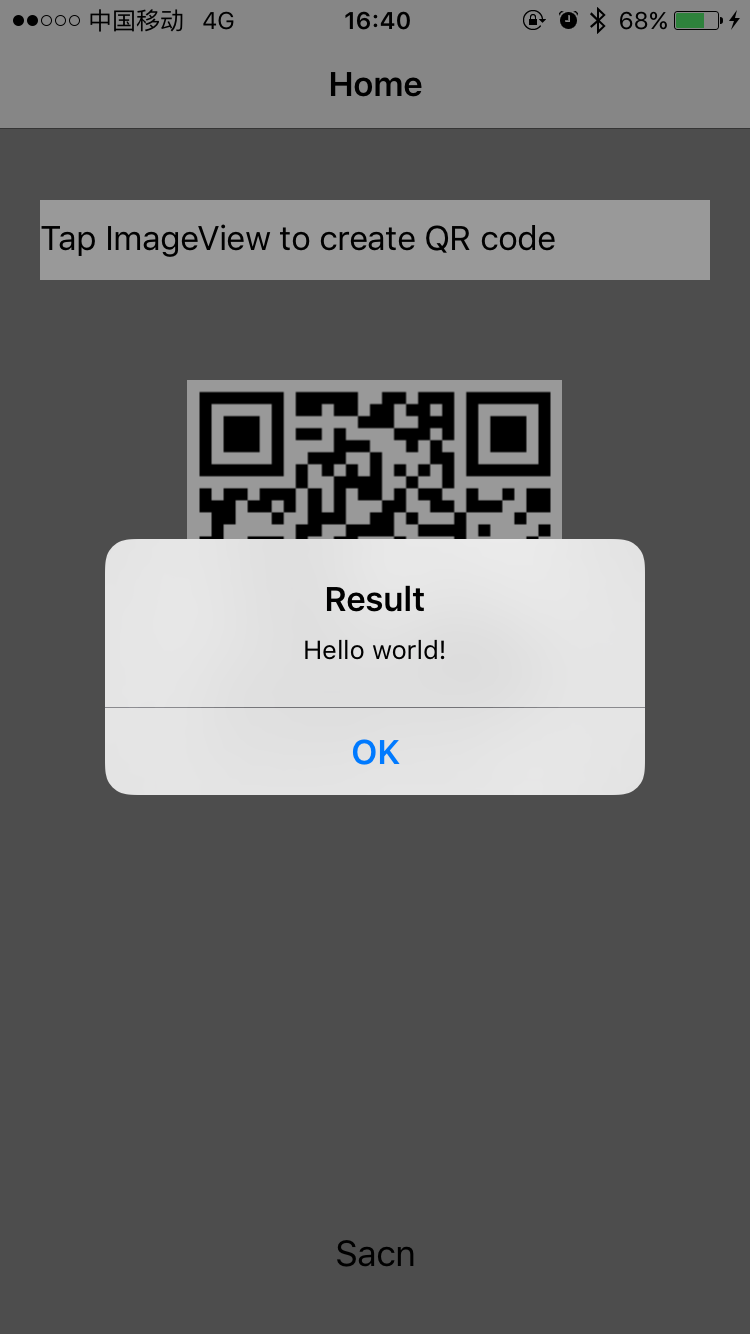 中国移动 4G 16:40 68%
Home
Tap ImageView to create QR code
Result
Hello world!
OK
Sacn